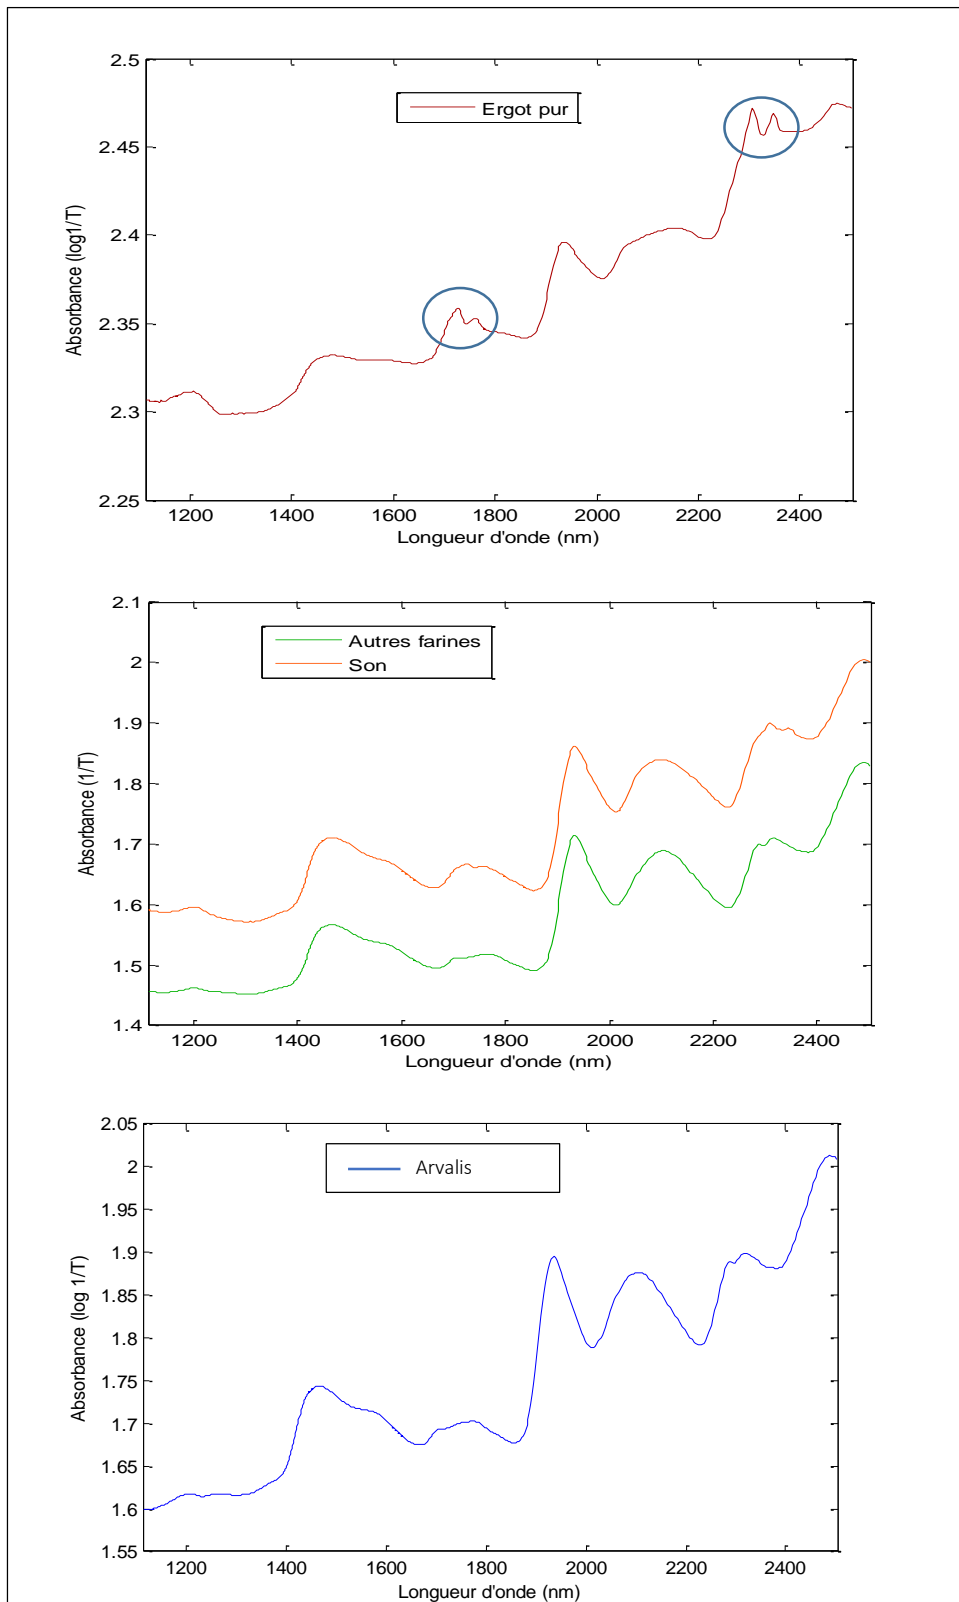 2.5
2.45
2.4
2.35
2.3
2.25
Absorbance (log1/T)
Ergot pur
1200 1400 1600 1800 2000 2200 2400
Longueur d'onde (nm)
2.1
2
1.9
1.8
1.7
1.6
1.5
1.4
Absorbance (1/T)
Autres farines
Son
1200 1400 1600 1800 2000 2200 2400
Longueur d'onde (nm)
2.05
2
1.95
1.9
1.85
1.8
1.75
1.7
1.65
1.6
1.55
Absorbance (log 1/T)
Arvalis
1200 1400 1600 1800 2000 2200 2400
Longueur d'onde (nm)